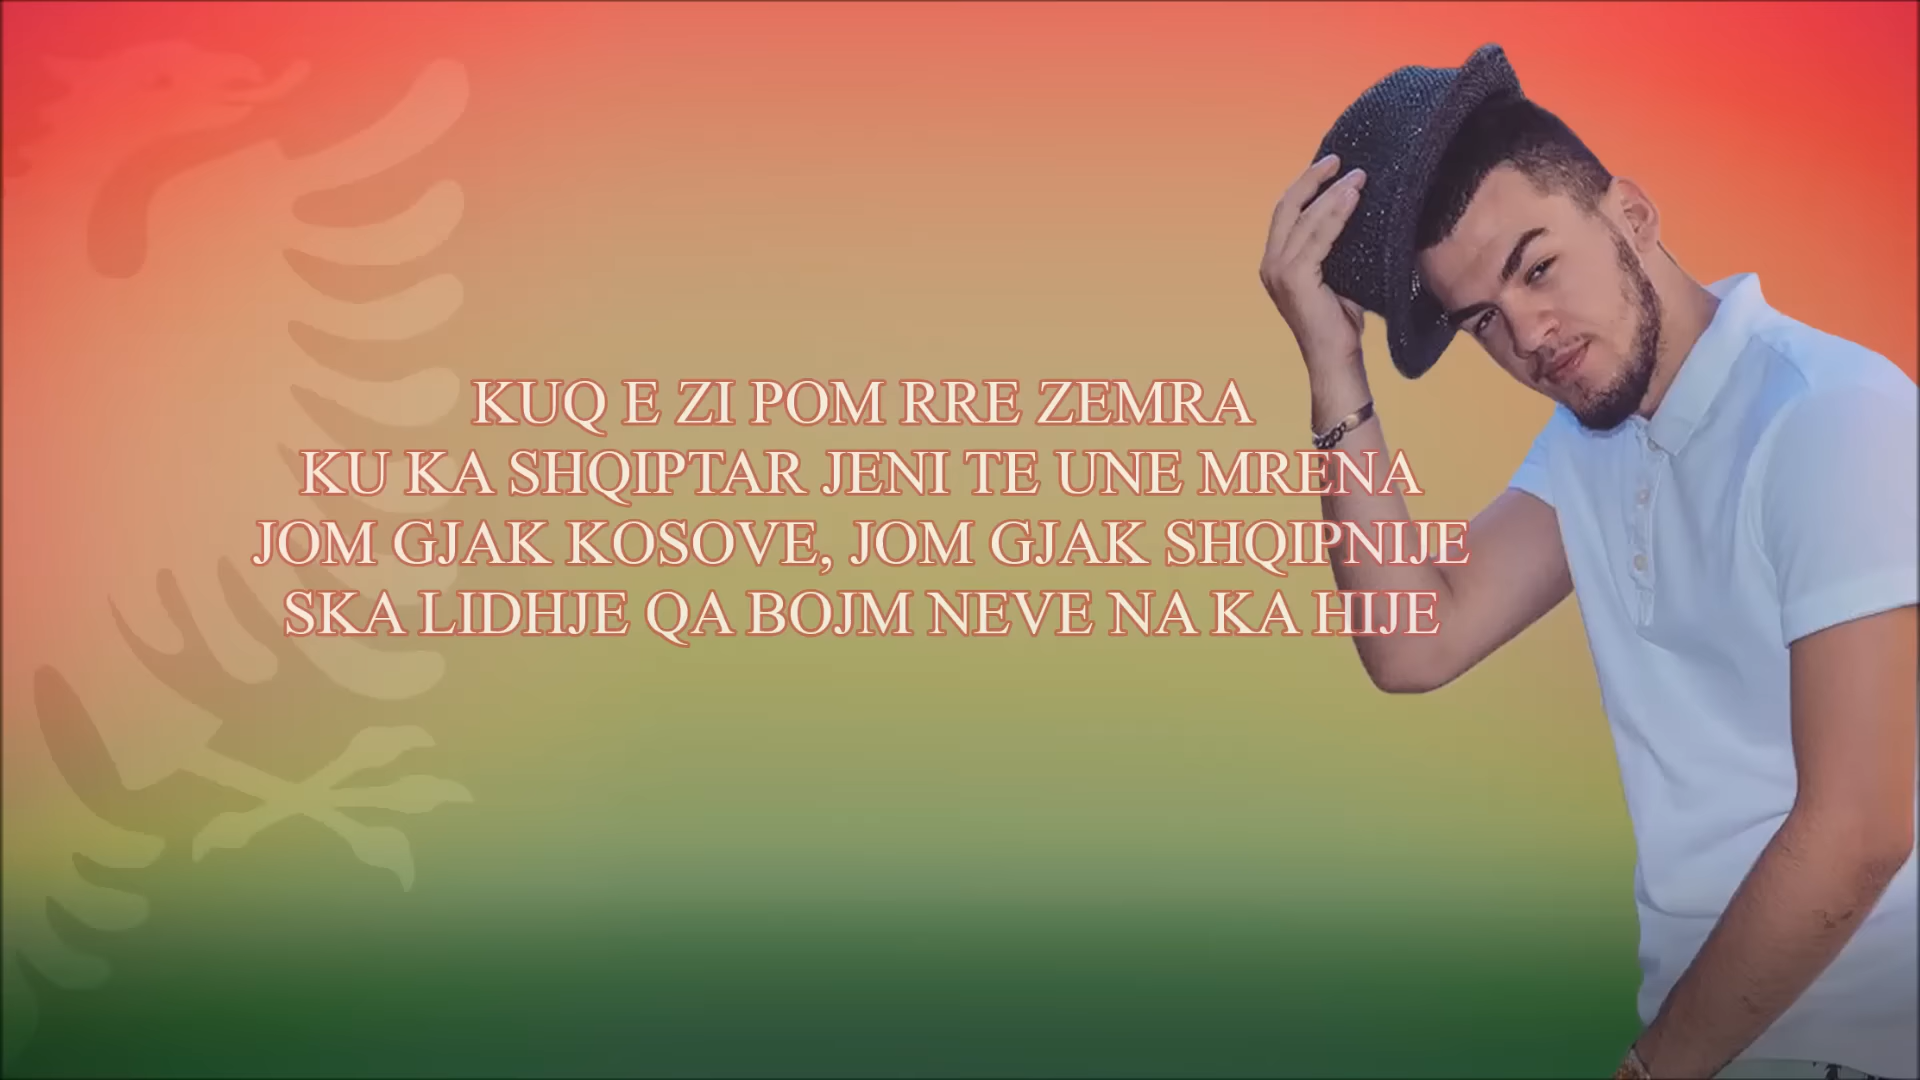 KUQ E ZI POM RRE ZEMRA
KU KA SHQIPTAR JENI TE UNE MRENA
JOM GJAK KOSOVE, JOM GJAK SHQIPNIJE
SKA LIDHJE QA BOJM NEVE NA KA HIJE